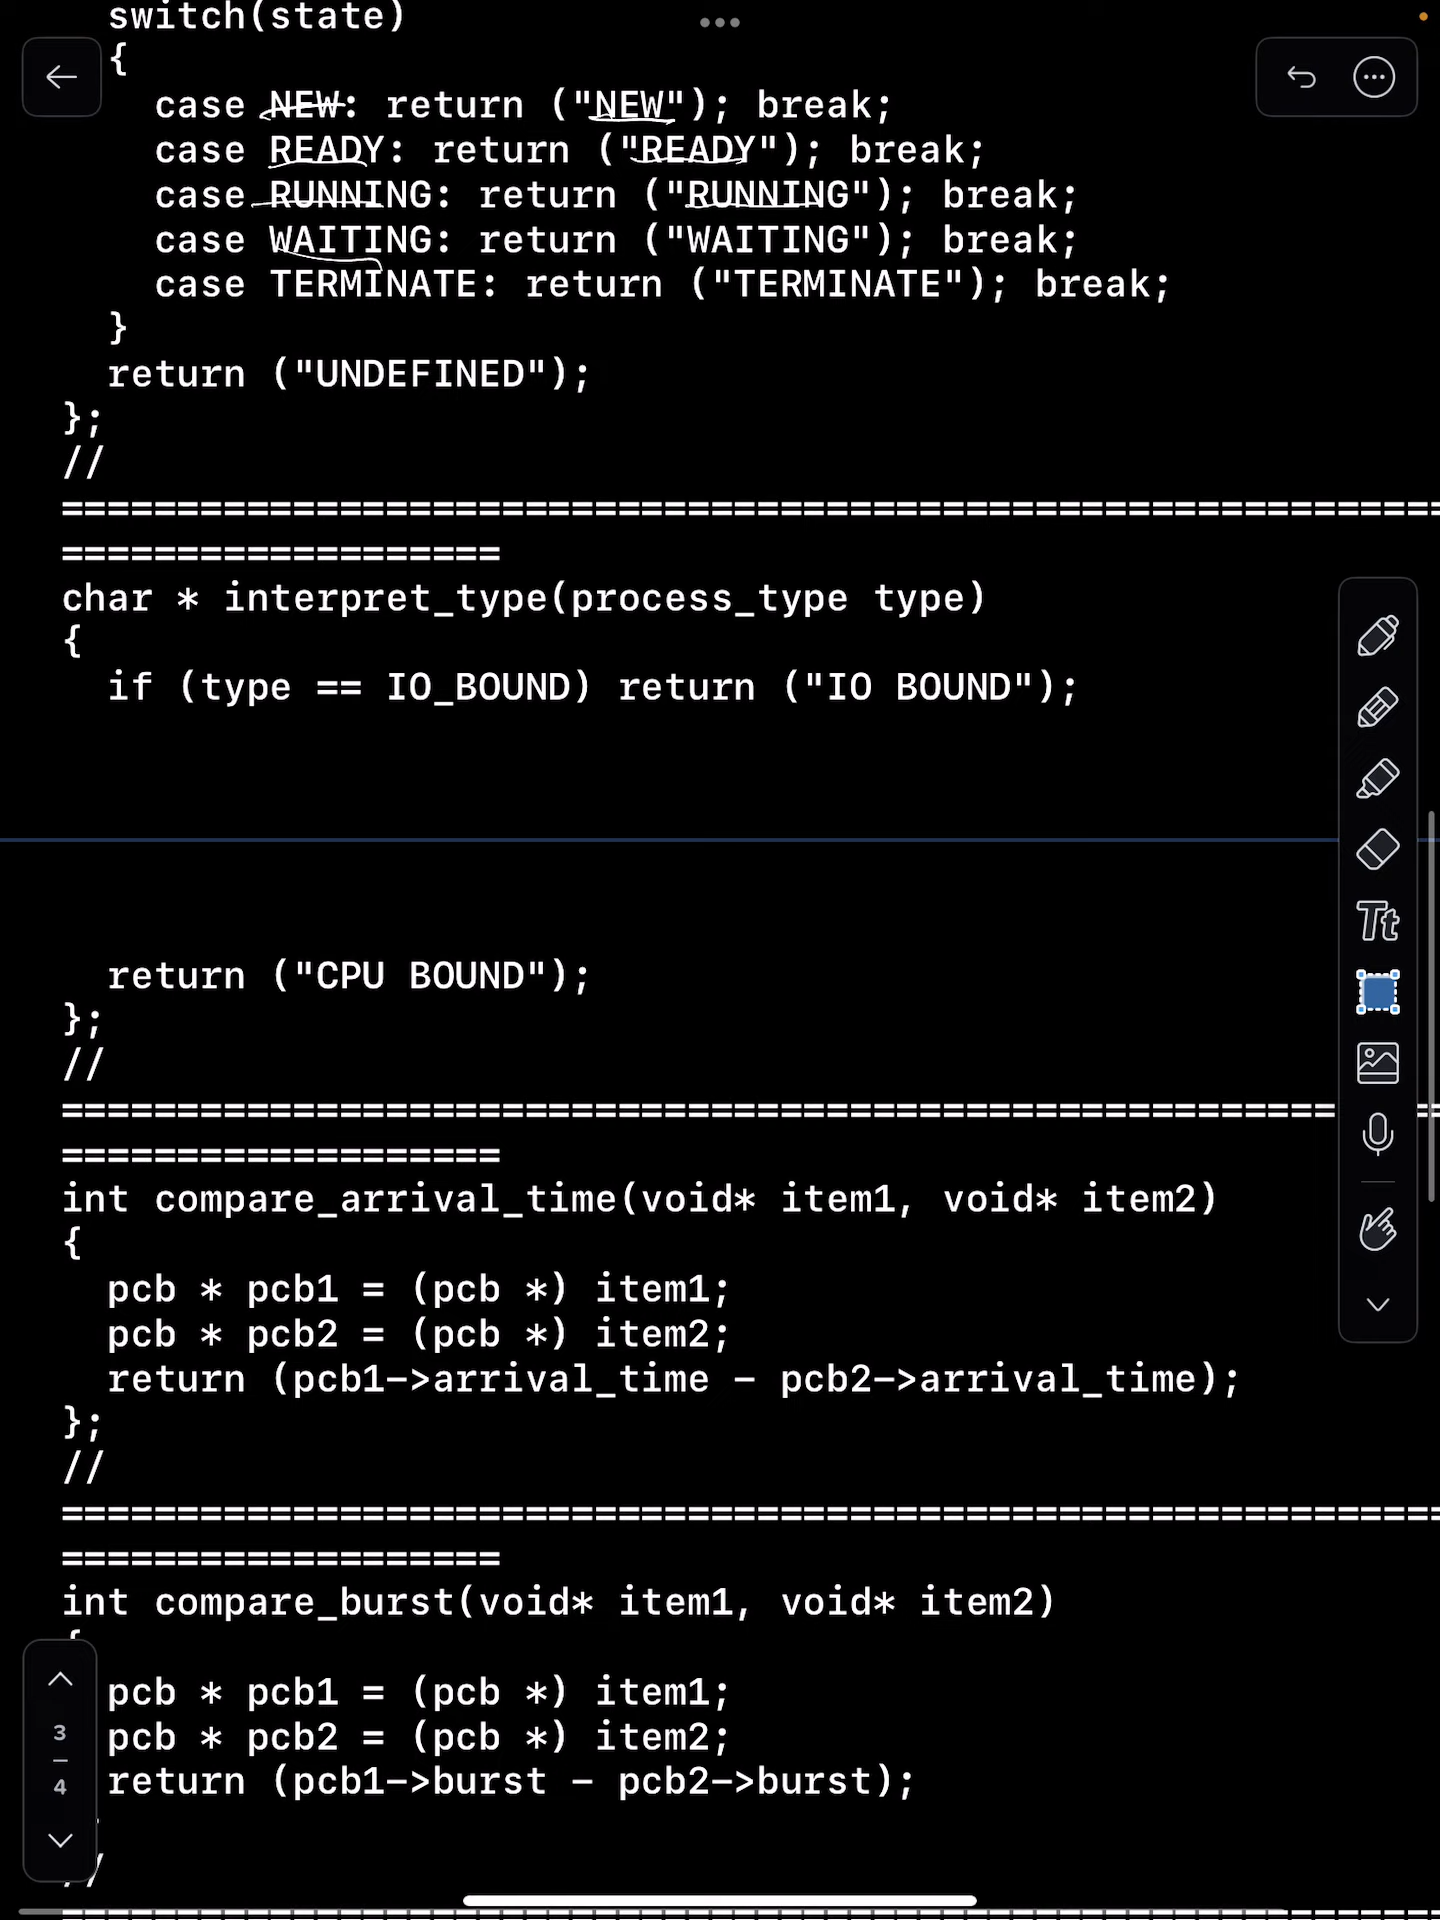 switch(state)
{
case NEW: return ("NEW"); break;
case READY: return ("READY"); break;
case RUNNING: return ("RUNNING"); break;
case WAITING: return ("WAITING"); break;
case TERMINATE: return ("TERMINATE"); break;
}
return ("UNDEFINED");
};
//
============================================================
===================
char * interpret_type(process_type type)
{
if (type == IO_BOUND) return ("IO BOUND");
return ("CPU BOUND");
};
//
============================================================
===================
int compare_arrival_time(void* item1, void* item2)
{
pcb * pcb1 = (pcb *) item1;
pcb * pcb2 = (pcb *) item2;
return (pcb1->arrival_time - pcb2->arrival_time);
};
//
============================================================
===================
int compare_burst(void* item1, void* item2)
{
pcb * pcb1 = (pcb *) item1;
pcb * pcb2 = (pcb *) item2;
return (pcb1->burst - pcb2->burst);
//
Tt
3
4